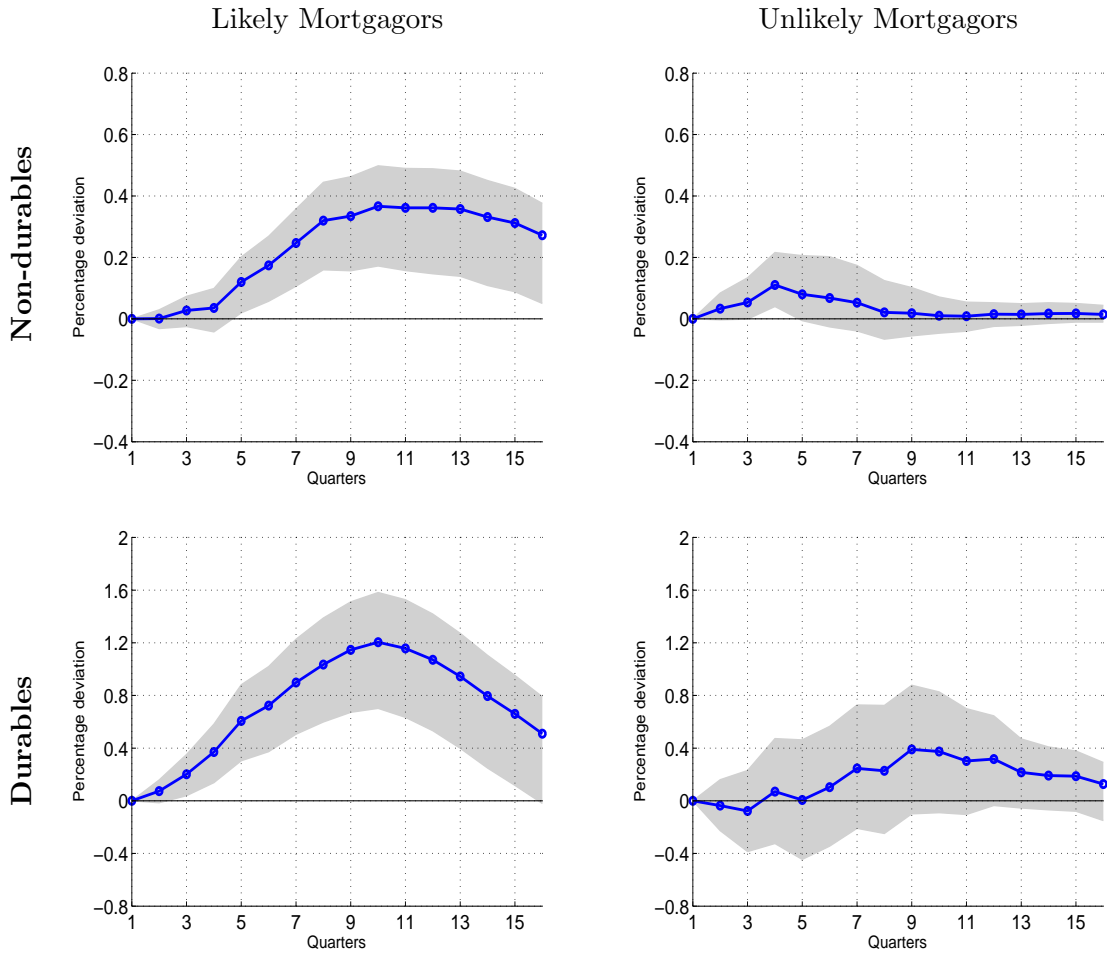 Likely Mortgagors
Unlikely Mortgagors
Non-durables
Percentage deviation
0.8
0.6
0.4
0.2
0
−0.2
−0.4
1 3 5 7 9 11 13 15
Quarters
Percentage deviation
0.8
0.6
0.4
0.2
0
−0.2
−0.4
1 3 5 7 9 11 13 15
Quarters
Durables
Percentage deviation
2
1.6
1.2
0.8
0.4
0
−0.4
−0.8
1 3 5 7 9 11 13 15
Quarters
Percentage deviation
2
1.6
1.2
0.8
0.4
0
−0.4
−0.8
1 3 5 7 9 11 13 15
Quarters